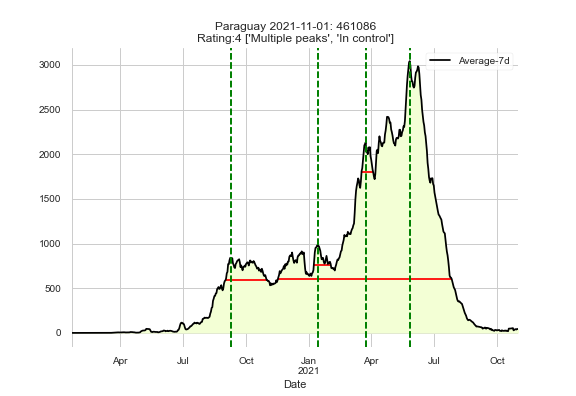 Paraguay 2021-11-01: 461086
Rating:4 ['Multiple peaks', 'In control']
Average-7d
3000
2500
2000
1500
1000
500
0
Apr Jul Oct Jan Apr Jul Oct
2021
Date